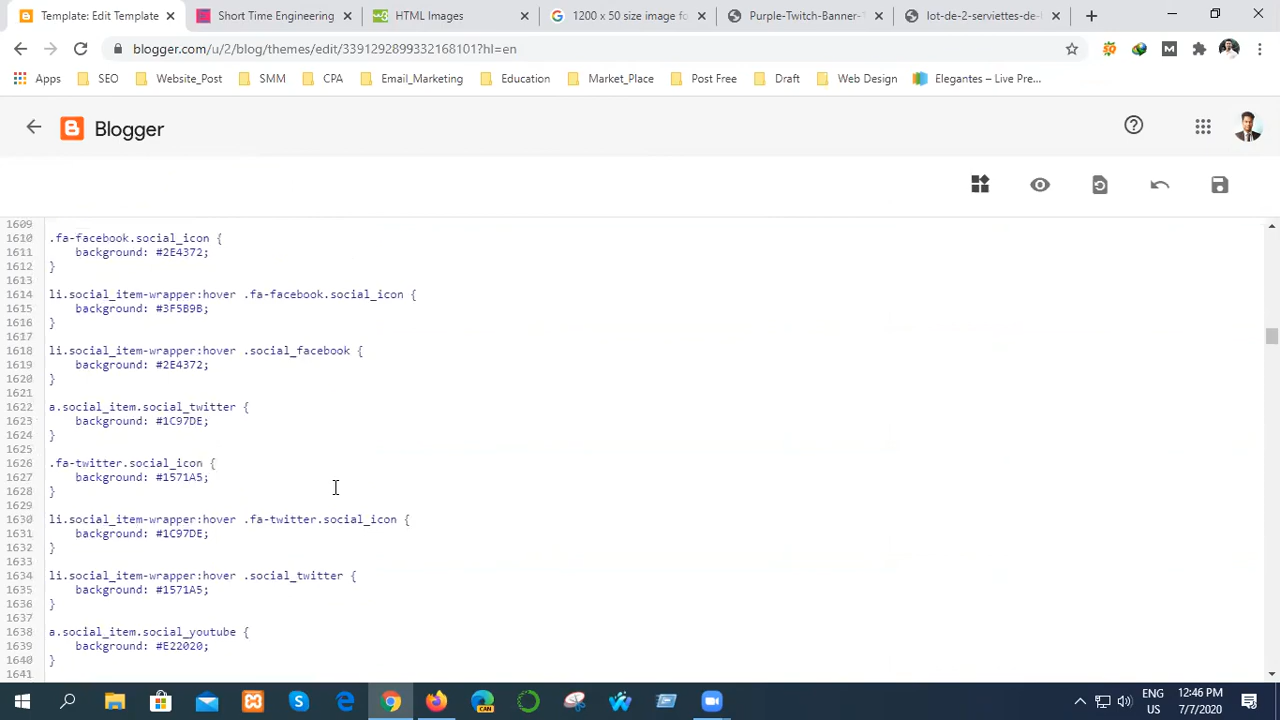 Template: Edit Template
Short Time Engineering
HTML Images
1200 x 50 size image fo
Purple-Twitch-Banner-
lot-de-2-serviettes-de-
blogger.com/u/2/blog/themes/edit/3391292899332168101?hl=en
Apps
SEO
Website_Post
SMM
CPA
Email_Marketing
Education
Market_Place
Post Free
Draft
Web Design
Elegantes – Live Pre...
Blogger
1609
1610 .fa-facebook.social_icon {
1611 background: #2E4372;
1612 }
1613
1614 li.social_item-wrapper:hover .fa-facebook.social_icon {
1615 background: #3F5B9B;
1616 }
1617
1618 li.social_item-wrapper:hover .social_facebook {
1619 background: #2E4372;
1620 }
1621
1622 a.social_item.social_twitter {
1623 background: #1C97DE;
1624 }
1625
1626 .fa-twitter.social_icon {
1627 background: #1571A5;
1628 }
1629
1630 li.social_item-wrapper:hover .fa-twitter.social_icon {
1631 background: #1C97DE;
1632 }
1633
1634 li.social_item-wrapper:hover .social_twitter {
1635 background: #1571A5;
1636 }
1637
1638 a.social_item.social_youtube {
1639 background: #E22020;
1640 }
1641
ENG
US
12:46 PM
7/7/2020